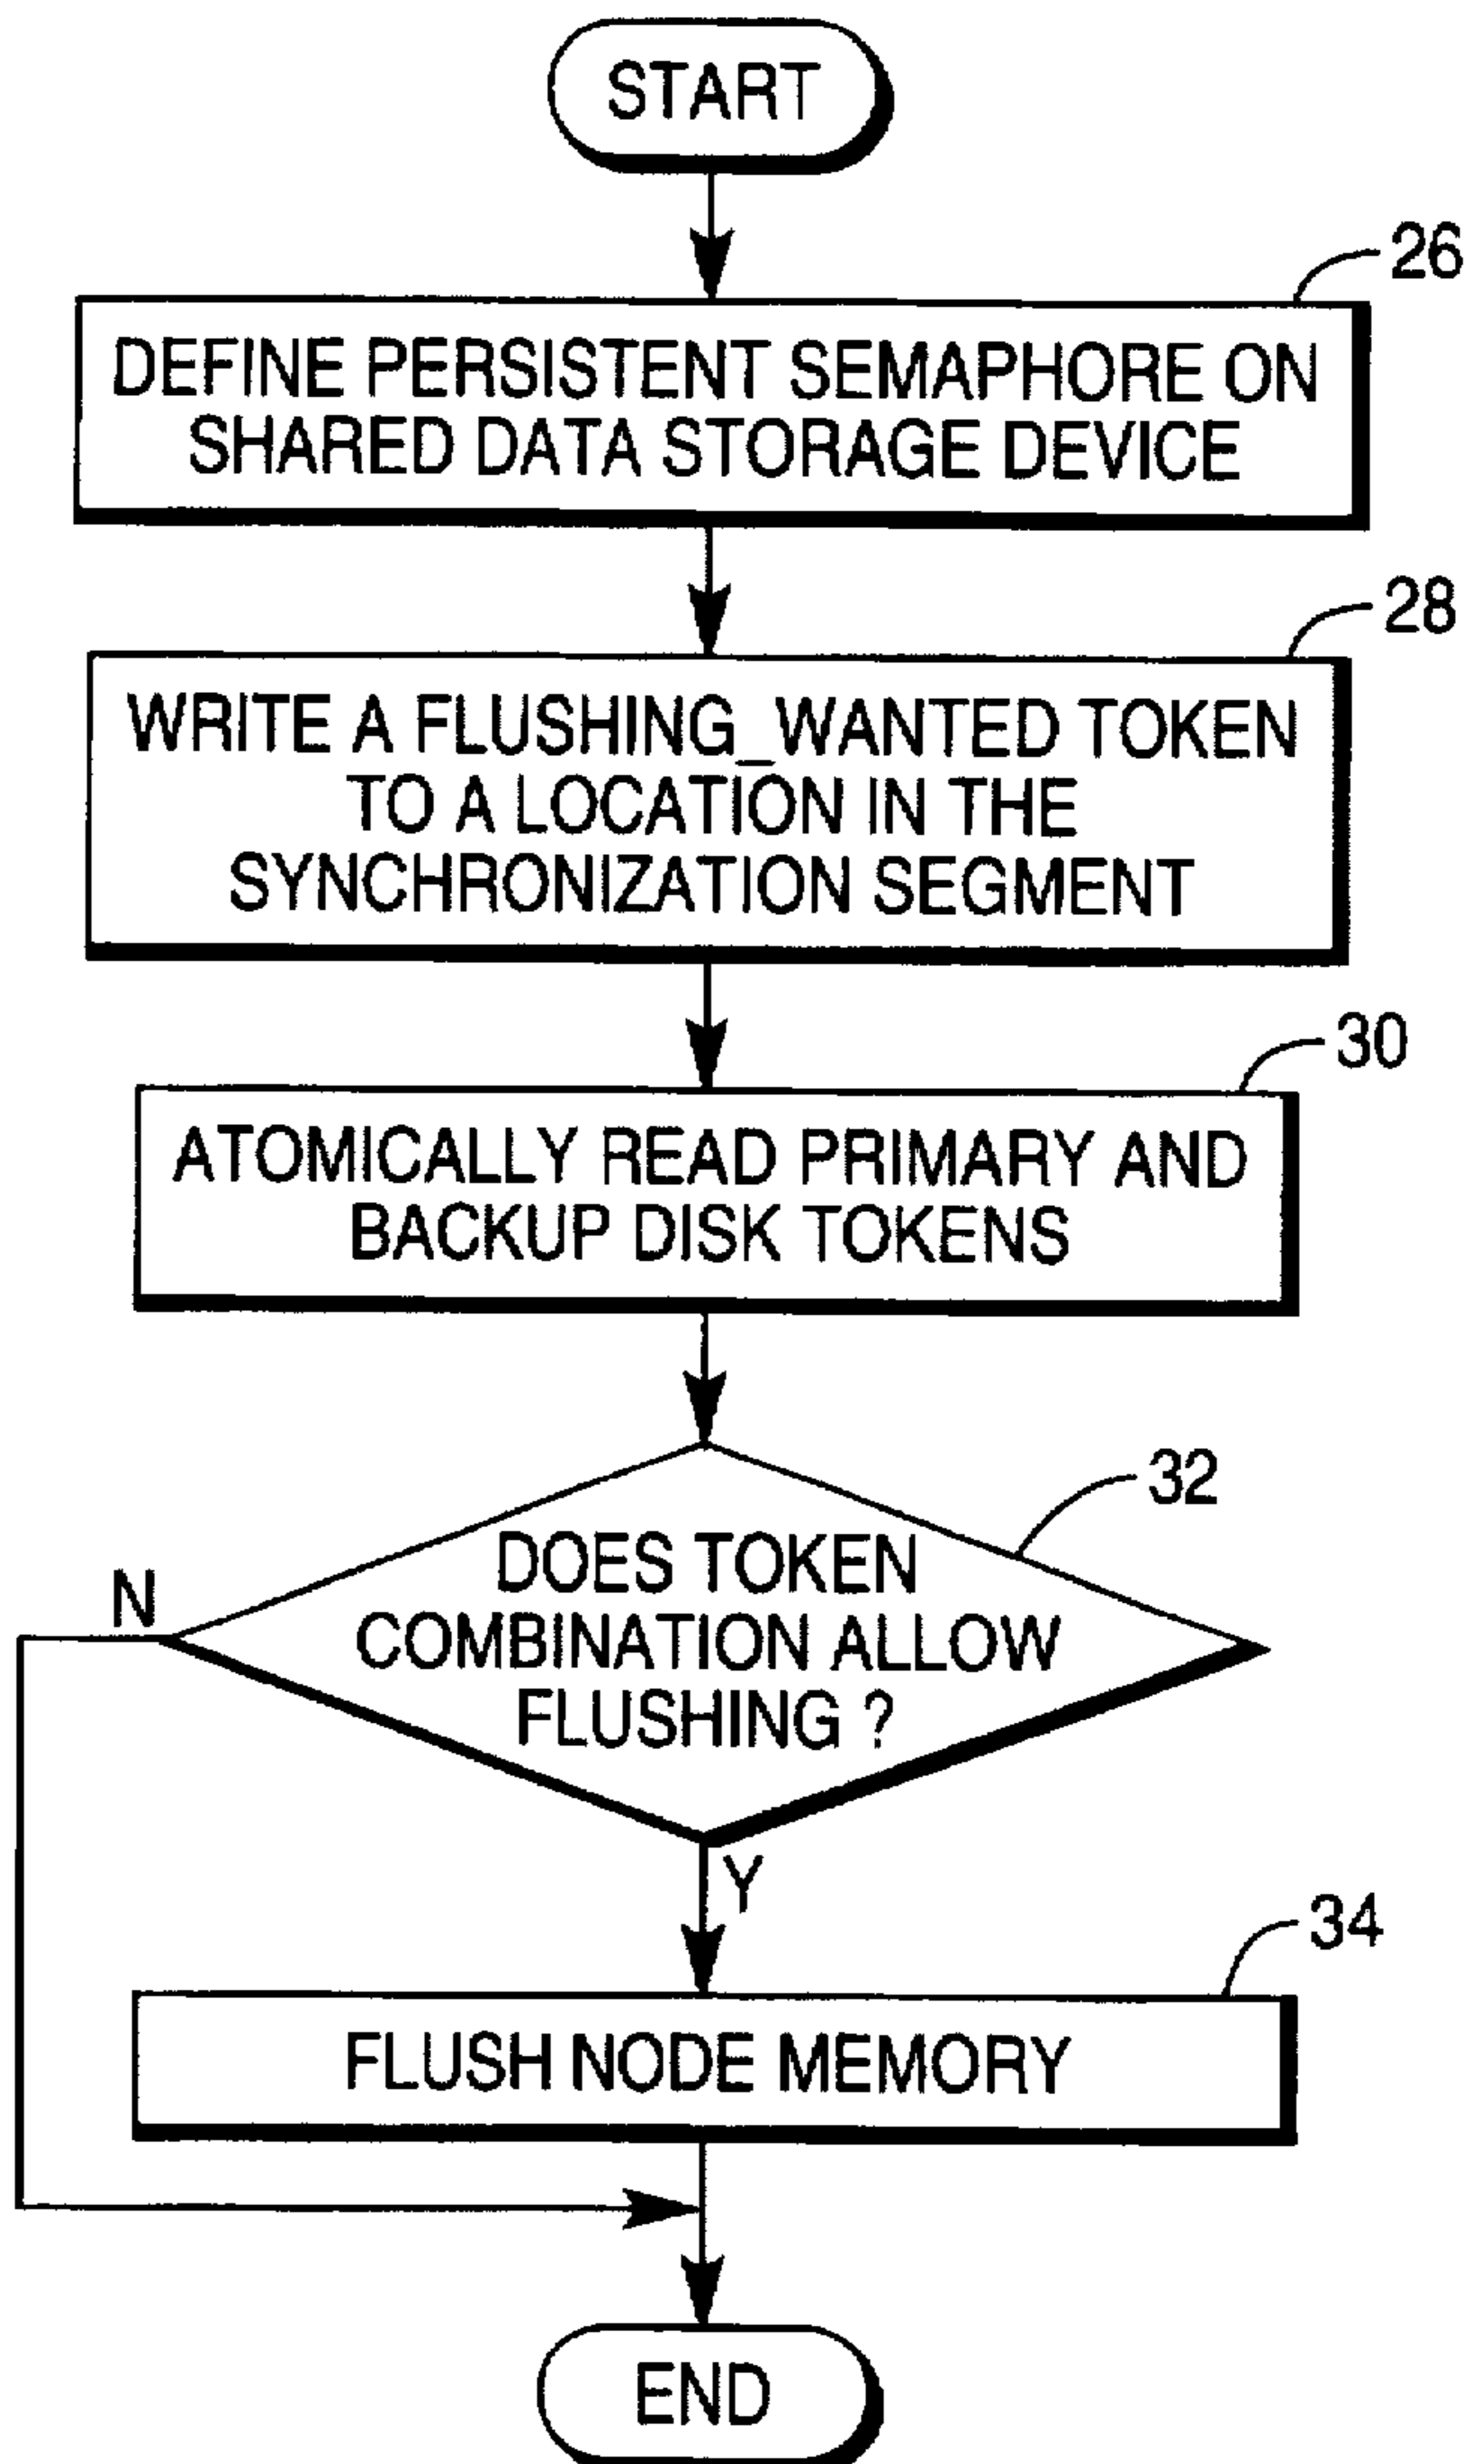 START
26
DEFINE PERSISTENT SEMAPHORE ON
SHARED DATA STORAGE DEVICE
28
WRITE A FLUSHING_WANTED TOKEN
TO A LOCATION IN THE
SYNCHRONIZATION SEGMENT
30
ATOMICALLY READ PRIMARY AND
BACKUP DISK TOKENS
32
DOES TOKEN
COMBINATION ALLOW
FLUSHING ?
N
Y
34
FLUSH NODE MEMORY
END